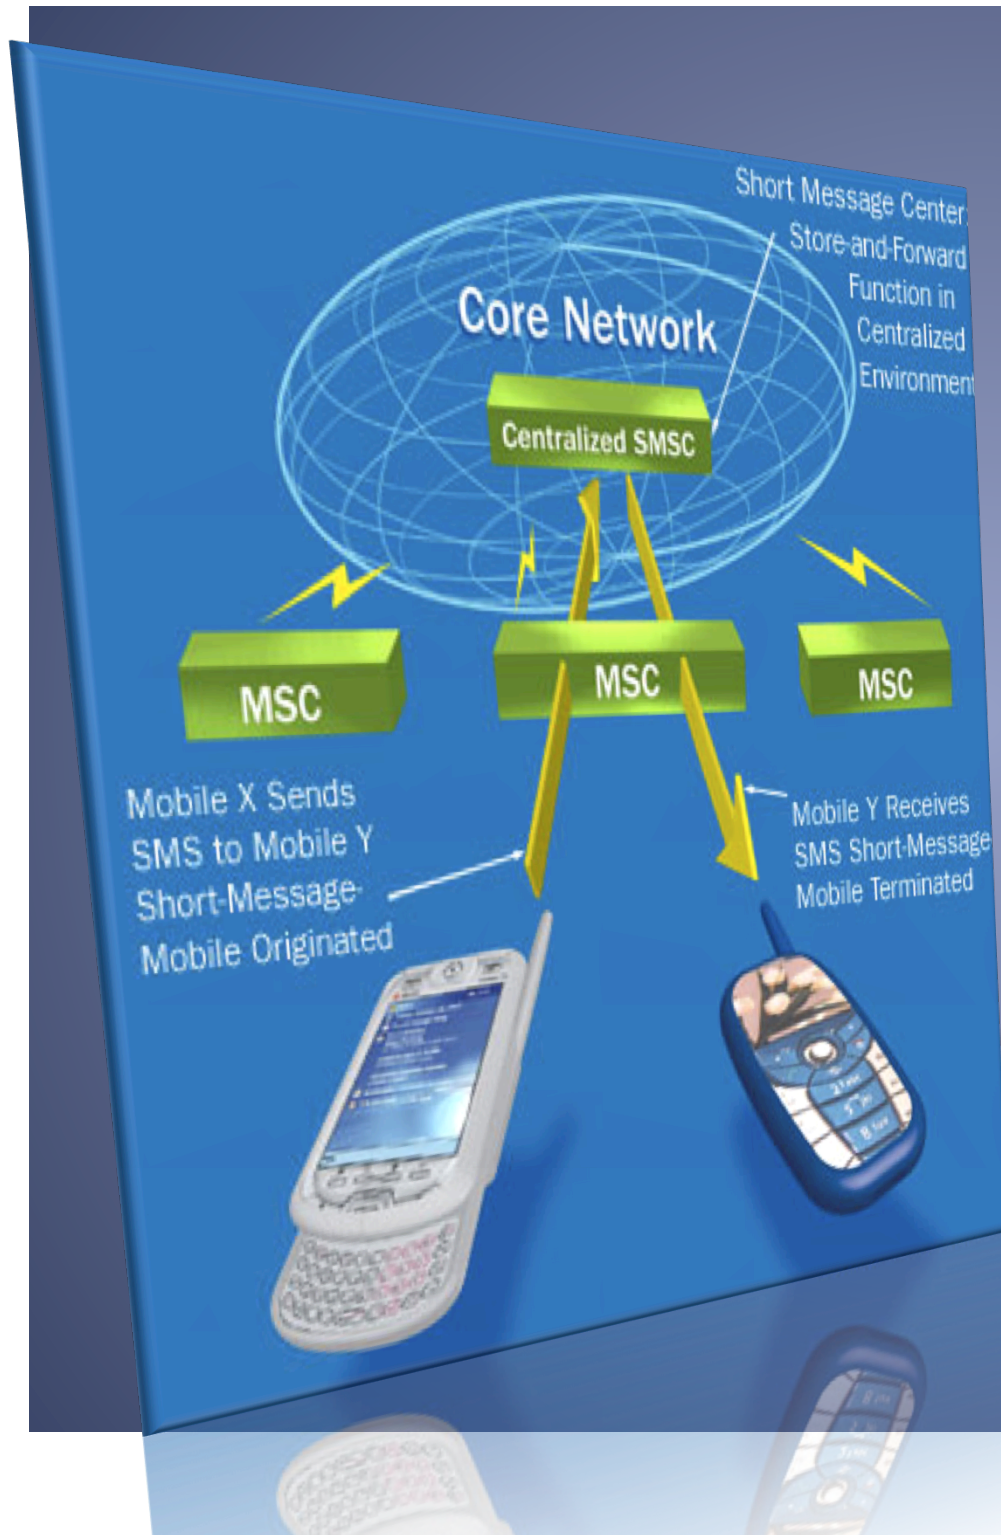 Short Message Center:
Store-and-Forward
Function in
Centralized
Environment
Core Network
Centralized SMSC
MSC
MSC
MSC
Mobile X Sends
SMS to Mobile Y
Short-Message-
Mobile Originated
Mobile Y Receives
SMS Short-Message-
Mobile Terminated